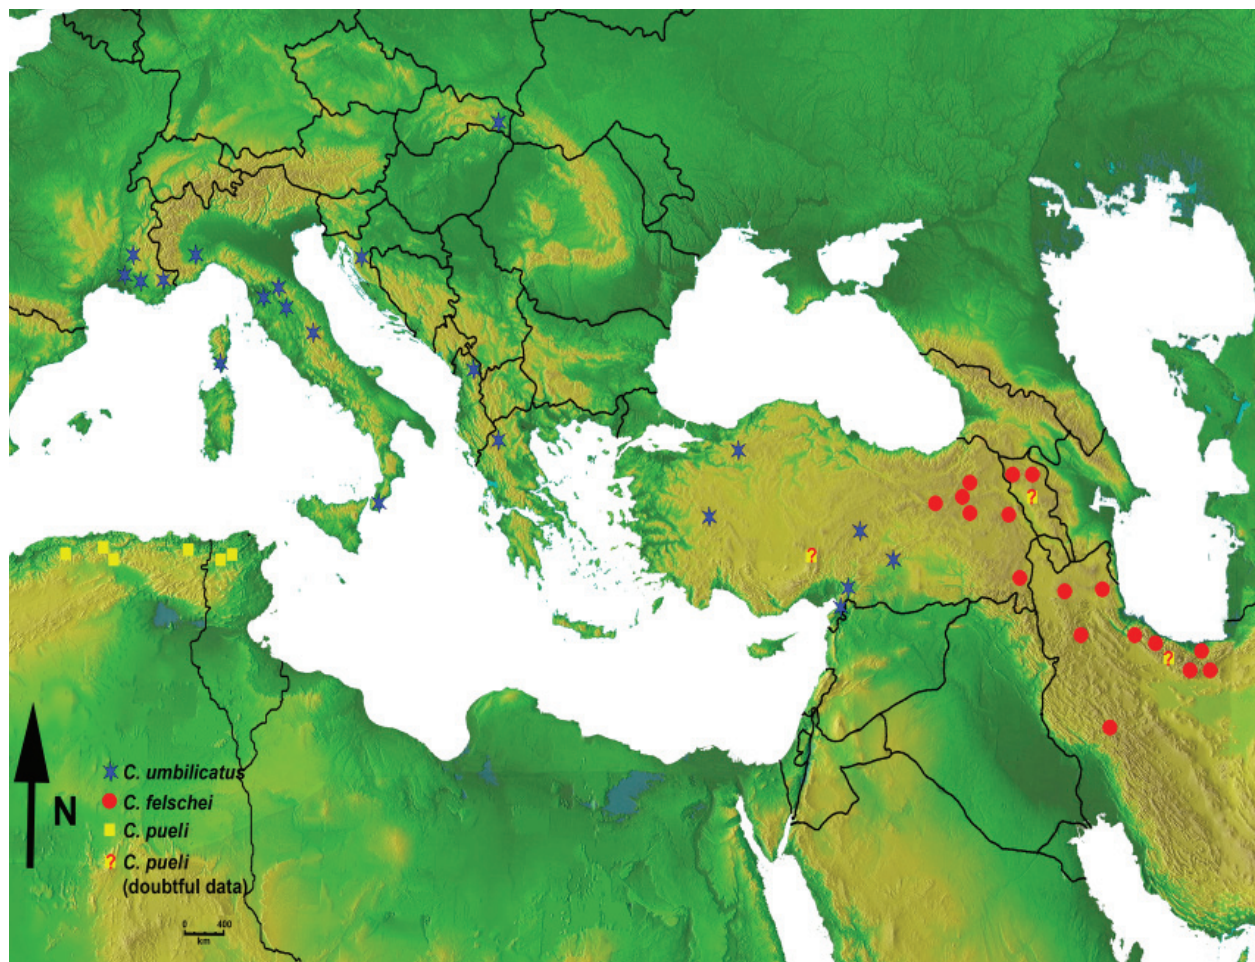 ?
?
?
C. umbilicatus
C. felschei
C. pueli
? C. pueli
(doubtful data)
N
0 400
km